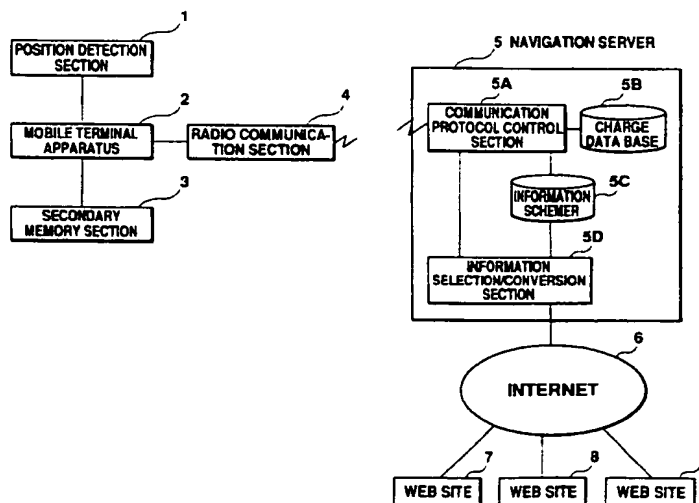 1
POSITION DETECTION
SECTION
2
MOBILE TERMINAL
APPARATUS
4
RADIO COMMUNICA-
TION SECTION
3
SECONDARY
MEMORY SECTION
5 NAVIGATION SERVER
5A
COMMUNICATION
PROTOCOL CONTROL
SECTION
5B
CHARGE
DATA BASE
INFORMATION
SCHEMER
5C
5D
INFORMATION
SELECTION/CONVERSION
SECTION
6
INTERNET
7
WEB SITE
8
WEB SITE
WEB SITE